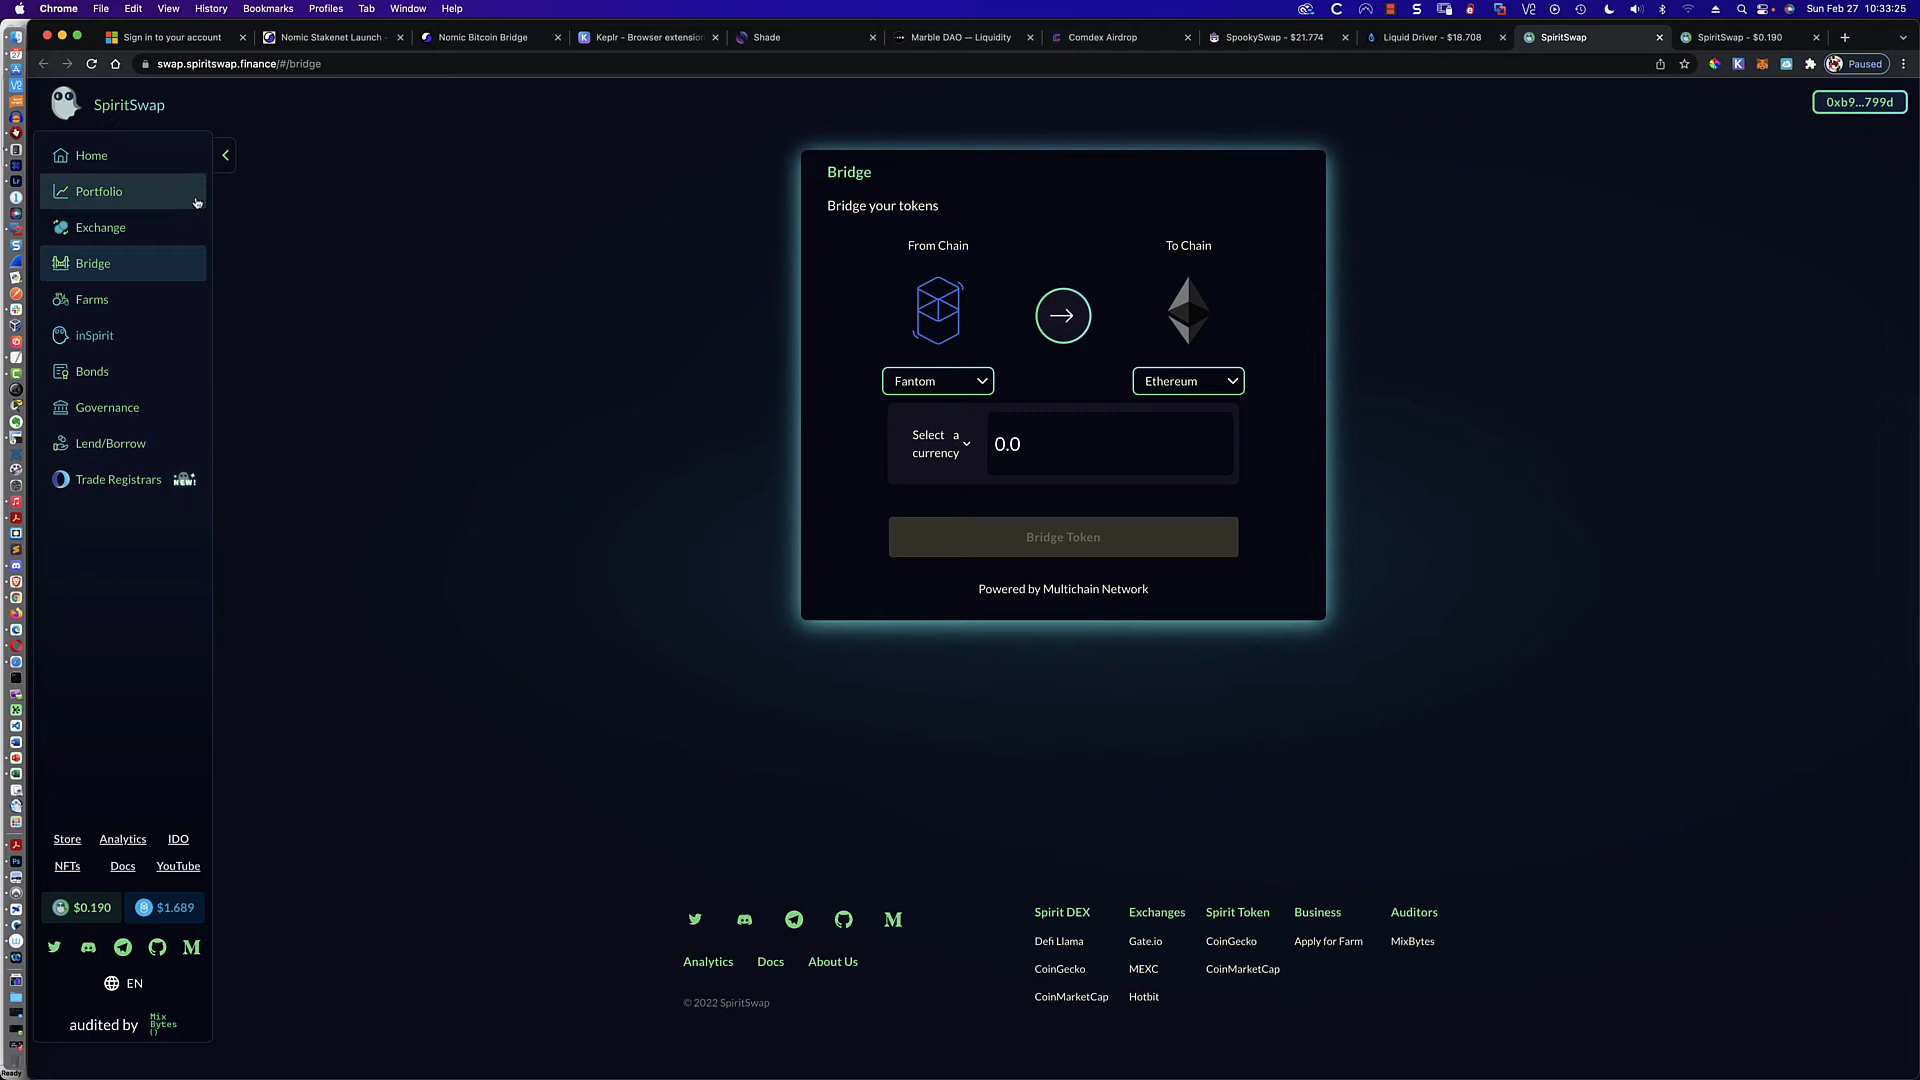 Chrome File Edit View History Bookmarks Profiles Tab Window Help Sun Feb 27 10:33:25
Sign in to your account
Nomic Stakenet Launch -
Nomic Bitcoin Bridge
Keplr - Browser extension
Shade
Marble DAO — Liquidity
Comdex Airdrop
SpookySwap - $21.774
Liquid Driver - $18.708
SpiritSwap
SpiritSwap - $0.190
swap.spiritswap.finance/#/bridge
Paused
SpiritSwap
0xb9...799d
Home
Portfolio
Exchange
Bridge
Farms
inSpirit
Bonds
Governance
Lend/Borrow
Trade Registrars NEW!
Bridge
Bridge your tokens
From Chain To Chain
Fantom Ethereum
Select a
currency
0.0
Bridge Token
Powered by Multichain Network
Store Analytics IDO
NFTs Docs YouTube
$0.190 $1.689
EN
audited by Mix
Bytes
()
Analytics Docs About Us
© 2022 SpiritSwap
Spirit DEX Exchanges Spirit Token Business Auditors
Defi Llama Gate.io CoinGecko Apply for Farm MixBytes
CoinGecko MEXC CoinMarketCap
CoinMarketCap Hotbit
Ready